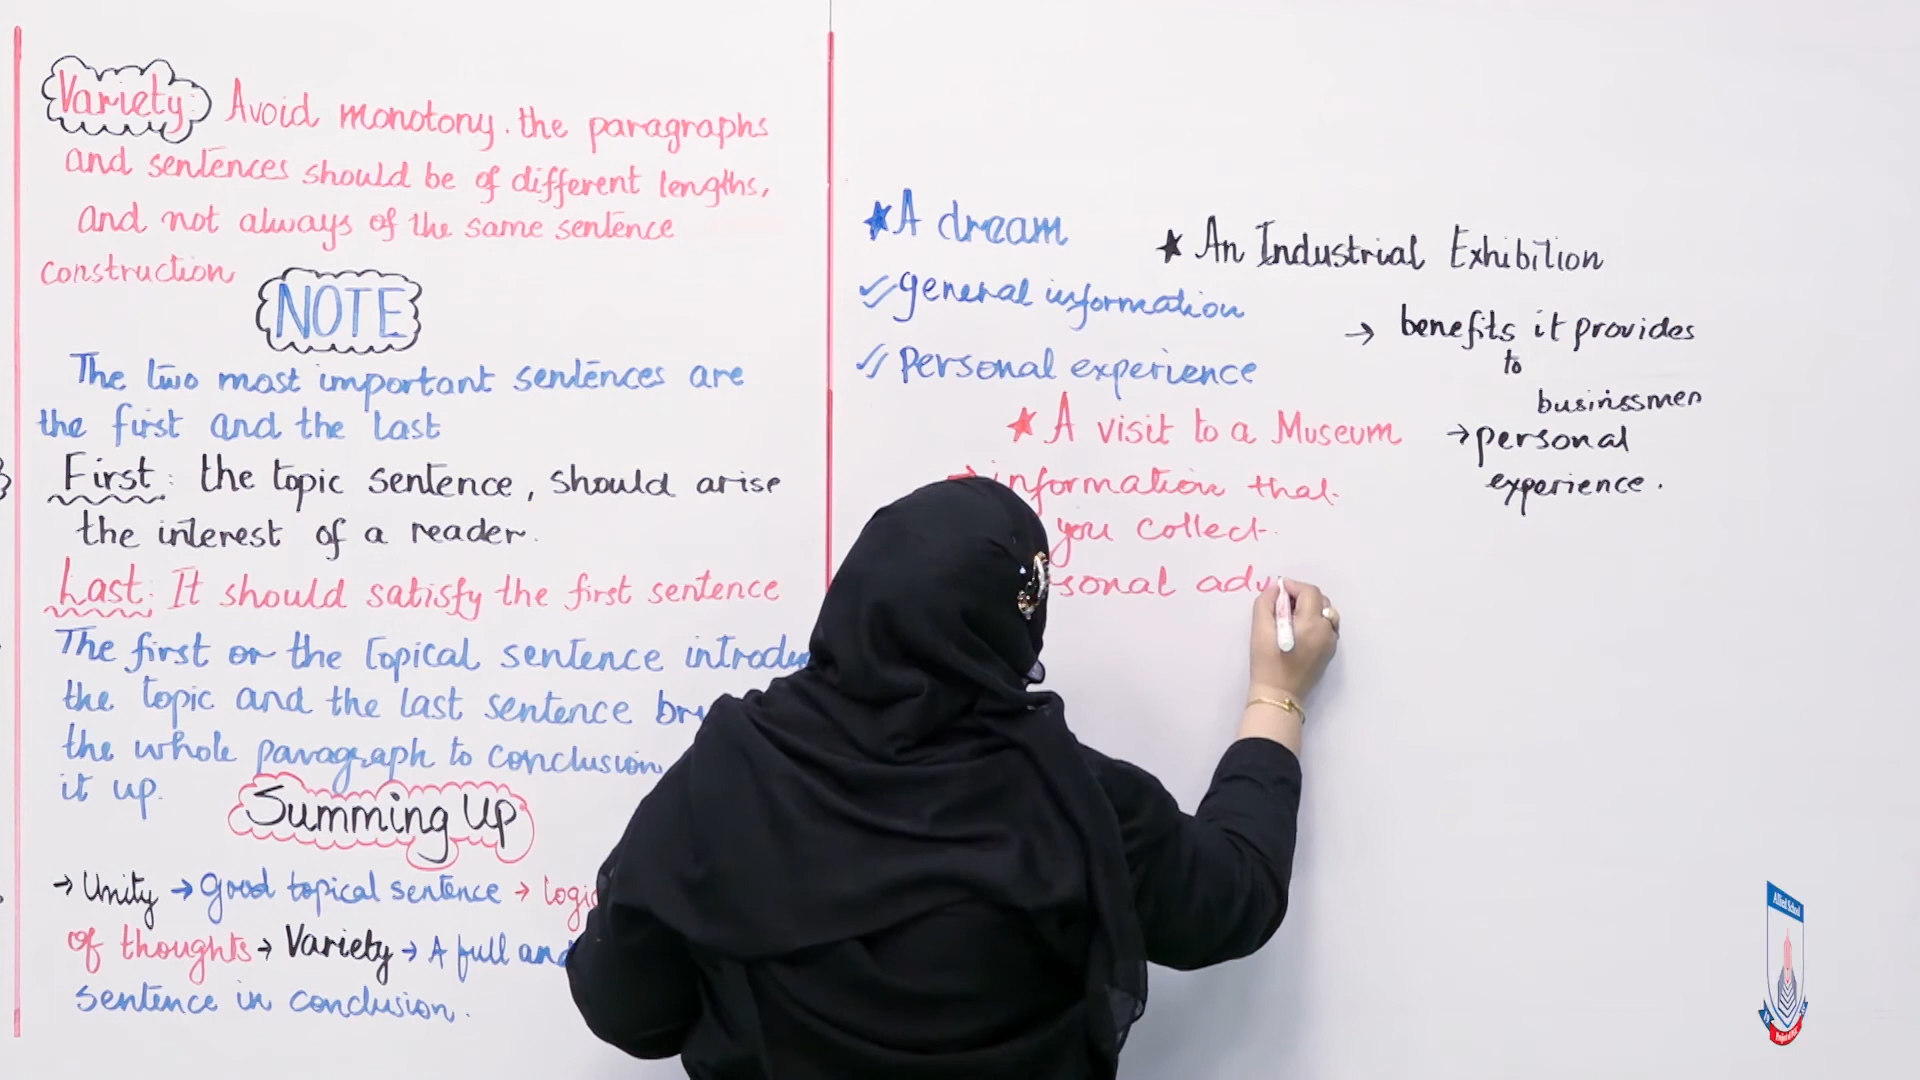 Variety: Avoid monotony. the paragraphs
and sentences should be of different lengths,
and not always of the same sentence
construction
NOTE
The two most important sentences are
the first and the last
First: the topic sentence, should arise
the interest of a reader.
Last: It should satisfy the first sentence
The first or the topical sentence
the topic and the last sentence
the whole paragraph to conclusion
it up.
Summing Up
→ Unity → Good topical sentence →
of thoughts → Variety → A full and
sentence in conclusion.
★ A dream
general information
Personal experience
★ An Industrial Exhibition
→ benefits it provides
to
businssmen
→ personal
experience.
★ A visit to a Museum
→ information that
you collect.
Allied School